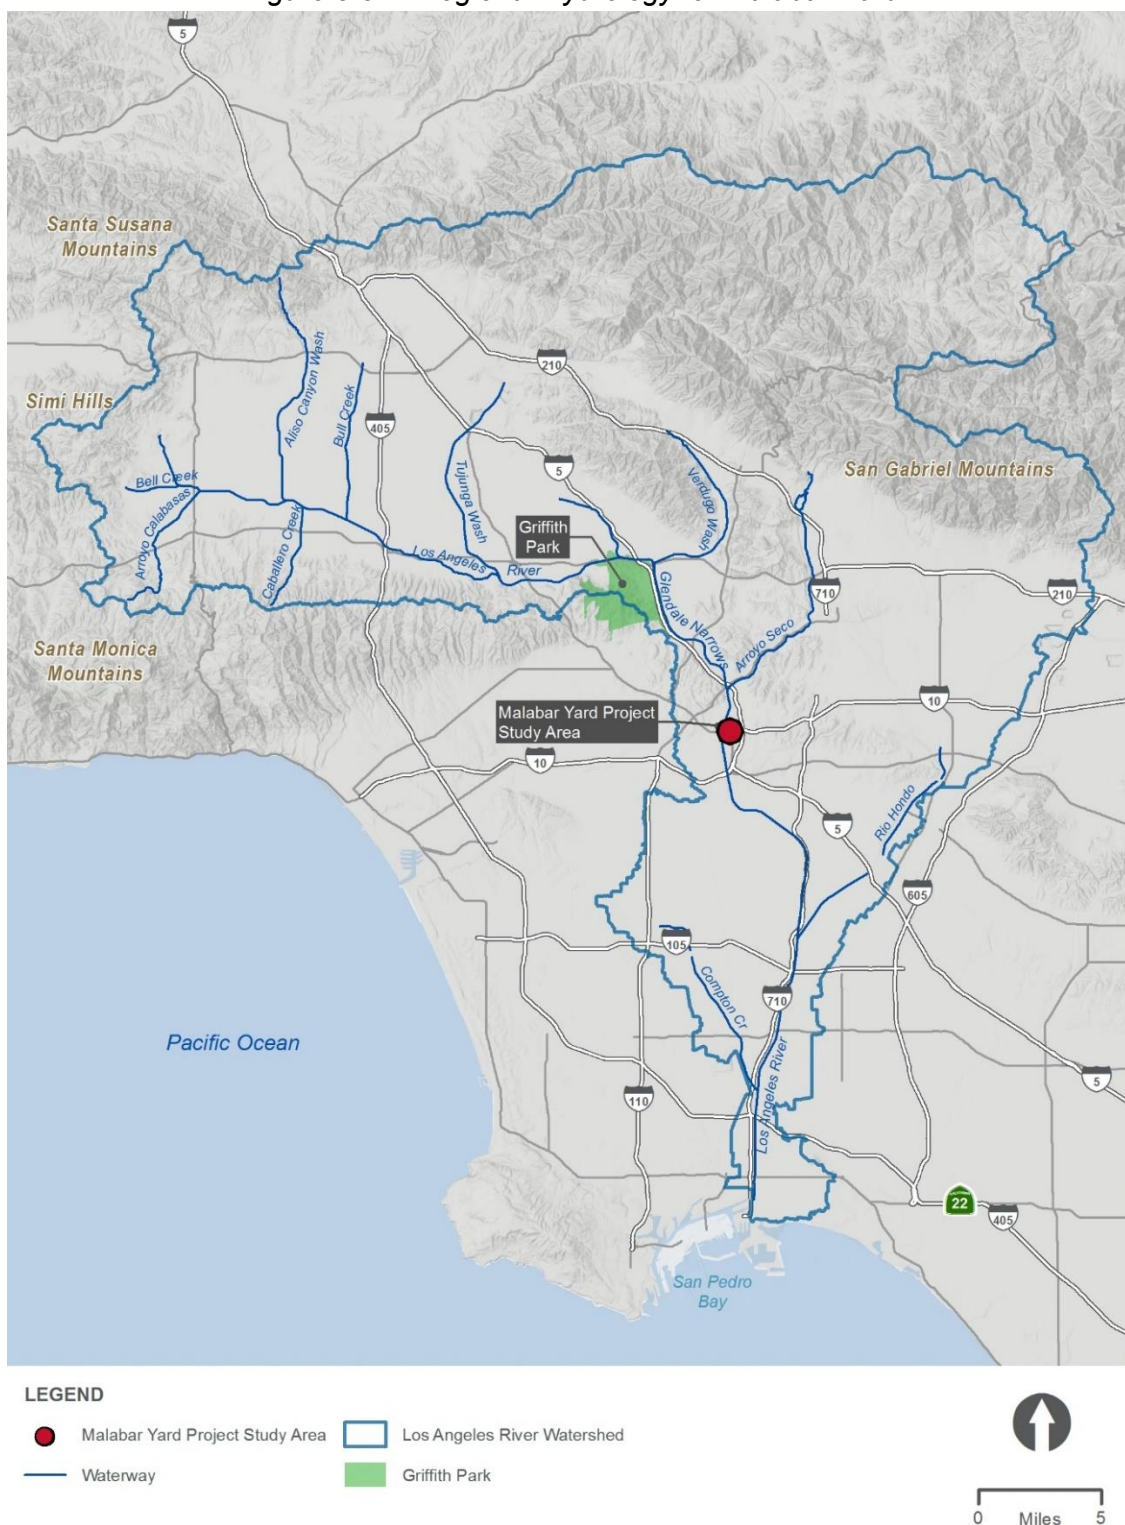 5
Santa Susana
Mountains
210
Aliso Canyon Wash
Bull Creek
Simi Hills
405
5
San Gabriel Mountains
Bell Creek
Arroyo Calabasas
Tujunga Wash
Verdugo Wash
Griffith
Park
Caballero Creek
Los Angeles
River
Glendale Narrows
710
210
Arroyo Seco
Santa Monica
Mountains
10
Malabar Yard Project
Study Area
10
Rio Hondo
5
605
105
Compton Cr
710
Pacific Ocean
Los Angeles River
5
110
22
405
San Pedro
Bay
LEGEND
Malabar Yard Project Study Area
Los Angeles River Watershed
Waterway
Griffith Park
0 Miles 5